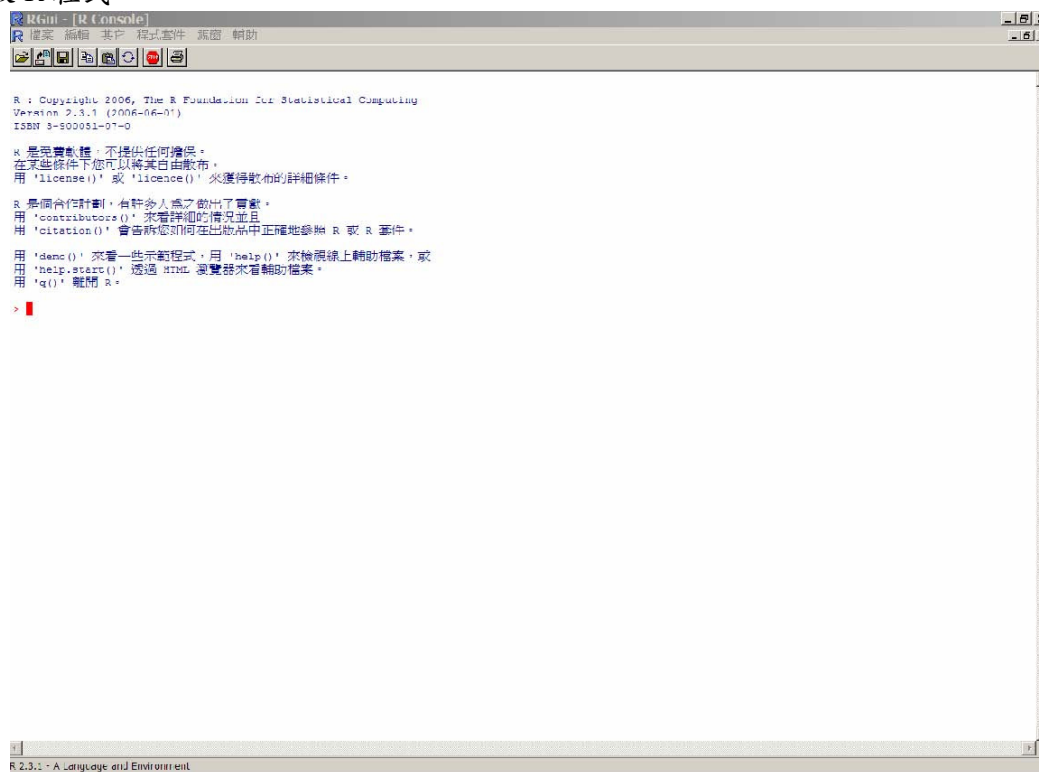 R程式
RGui - [R Console]
檔案 編輯 其它 程式套件 視窗 輔助
R : Copyright 2006, The R Foundation for Statistical Computing
Version 2.3.1 (2006-06-01)
ISBN 3-900051-07-0
R 是免費軟體，不提供任何擔保。
在某些條件下您可以將其自由散布。
用 'license()' 或 'licence()' 來獲得散布的詳細條件。
R 是個合作計劃，有許多人為之做出了貢獻。
用 'contributors()' 來看詳細的情況並且
用 'citation()' 會告訴您如何在出版品中正確地參照 R 或 R 套件。
用 'demo()' 來看一些示範程式，用 'help()' 來檢視線上輔助檔案，或
用 'help.start()' 透過 HTML 瀏覽器來看輔助檔案。
用 'q()' 離開 R。
>
R 2.3.1 - A Language and Environment